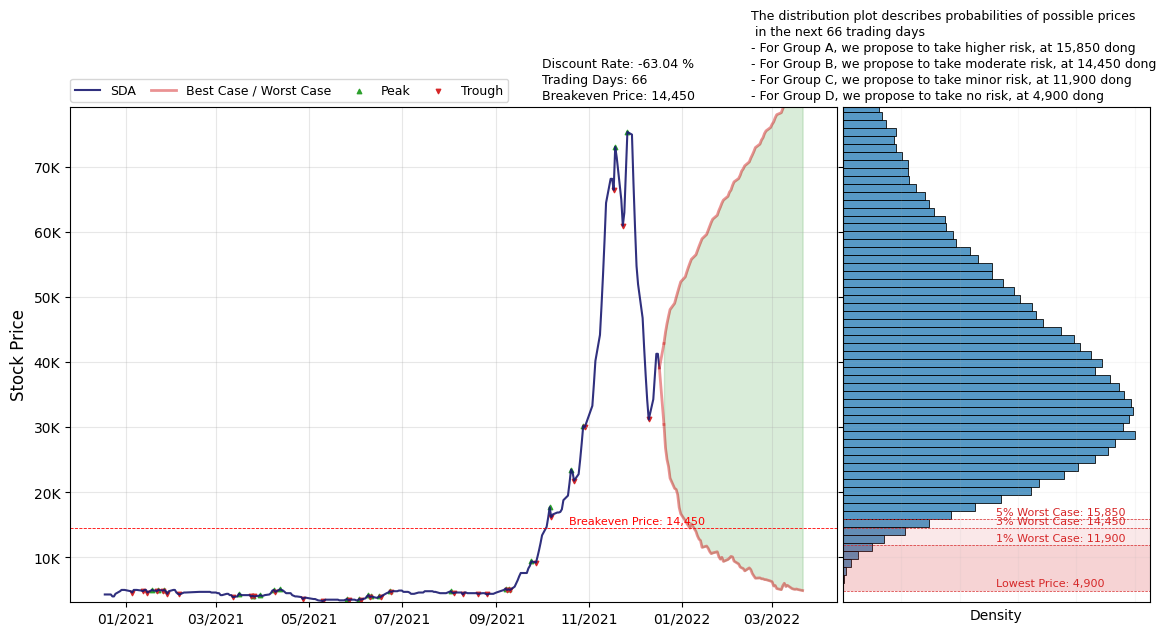 The distribution plot describes probabilities of possible prices
in the next 66 trading days
- For Group A, we propose to take higher risk, at 15,850 dong
- For Group B, we propose to take moderate risk, at 14,450 dong
- For Group C, we propose to take minor risk, at 11,900 dong
- For Group D, we propose to take no risk, at 4,900 dong
Discount Rate: -63.04 %
Trading Days: 66
Breakeven Price: 14,450
SDA
Best Case / Worst Case
Peak
Trough
Stock Price
70K
60K
50K
40K
30K
20K
10K
Breakeven Price: 14,450
01/2021
03/2021
05/2021
07/2021
09/2021
11/2021
01/2022
03/2022
5% Worst Case: 15,850
3% Worst Case: 14,450
1% Worst Case: 11,900
Lowest Price: 4,900
Density